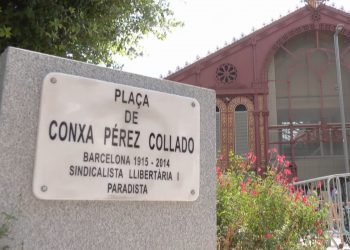 PLAÇA
DE
CONXA PÉREZ COLLADO
BARCELONA 1915 - 2014
SINDICALISTA LLIBERTÀRIA I
PARADISTA